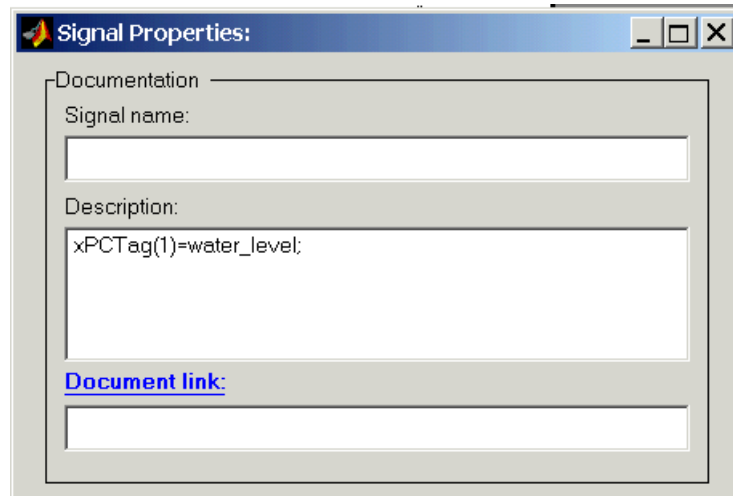 Signal Properties:
Documentation
Signal name:
Description:
xPCTag(1)=water_level;
Document link: